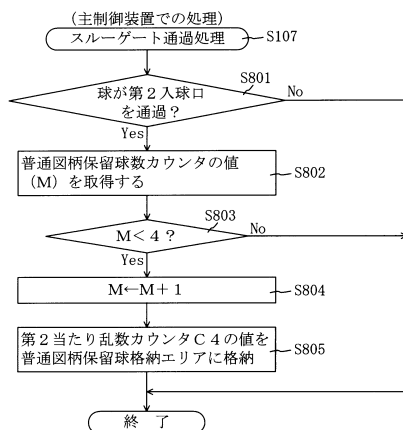 (主制御装置での処理)
スルーゲート通過処理
S107
球が第２入球口
を通過？
S801
No
Yes
普通図柄保留球数カウンタの値
(M) を取得する
S802
M<4？
S803
No
Yes
M←M+1
S804
第２当たり乱数カウンタC4の値を
普通図柄保留球格納エリアに格納
S805
終 了